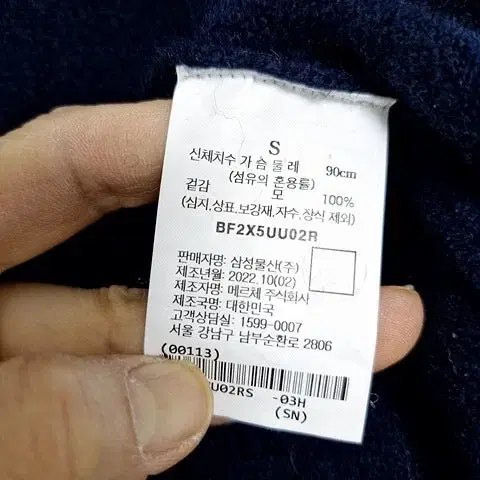 S
신체치수 가 슴 둘 레 90cm
(섬유의 혼용률)
겉감 모 100%
(심지,상표,보강재,자수,장식 제외)
BF2X5UU02R
판매자명: 삼성물산(주)
제조년월: 2022.10(02)
제조자명: 메르체 주식회사
제조국명: 대한민국
고객상담실: 1599-0007
서울 강남구 남부순환로 2806
(00113)
U02RS -03H
(SN)